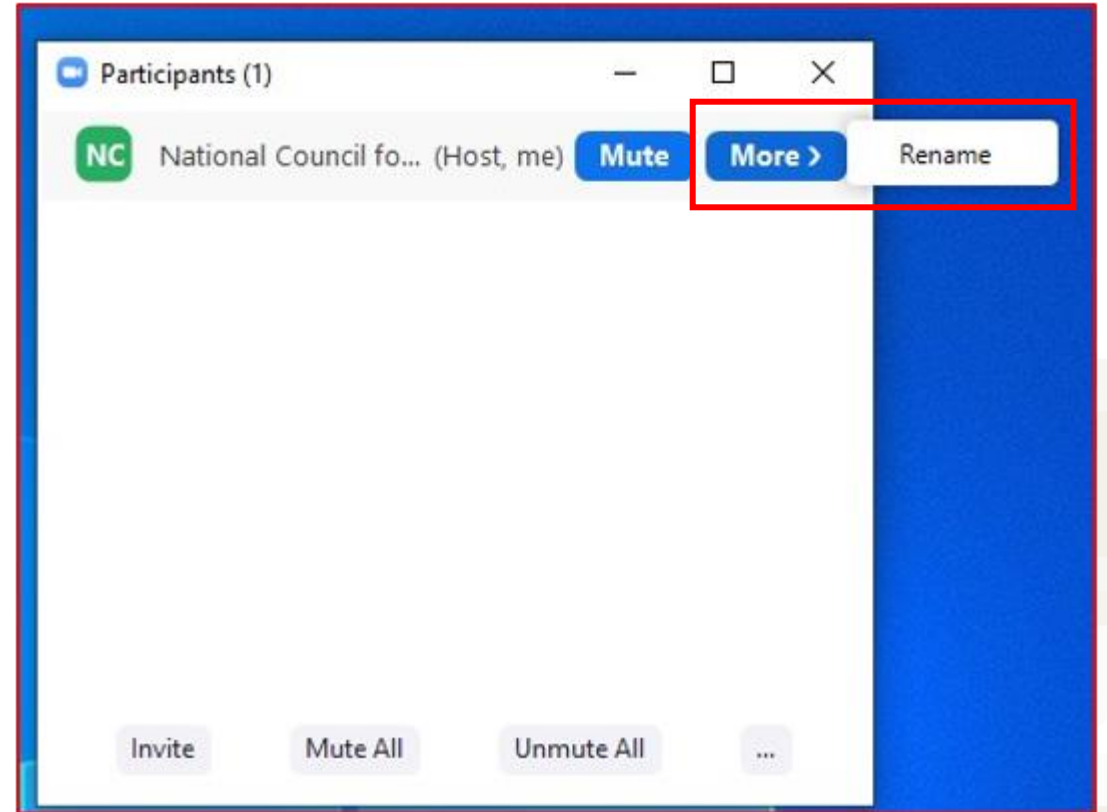 Participants (1)
NC National Council fo... (Host, me) Mute More > Rename
Invite Mute All Unmute All ...